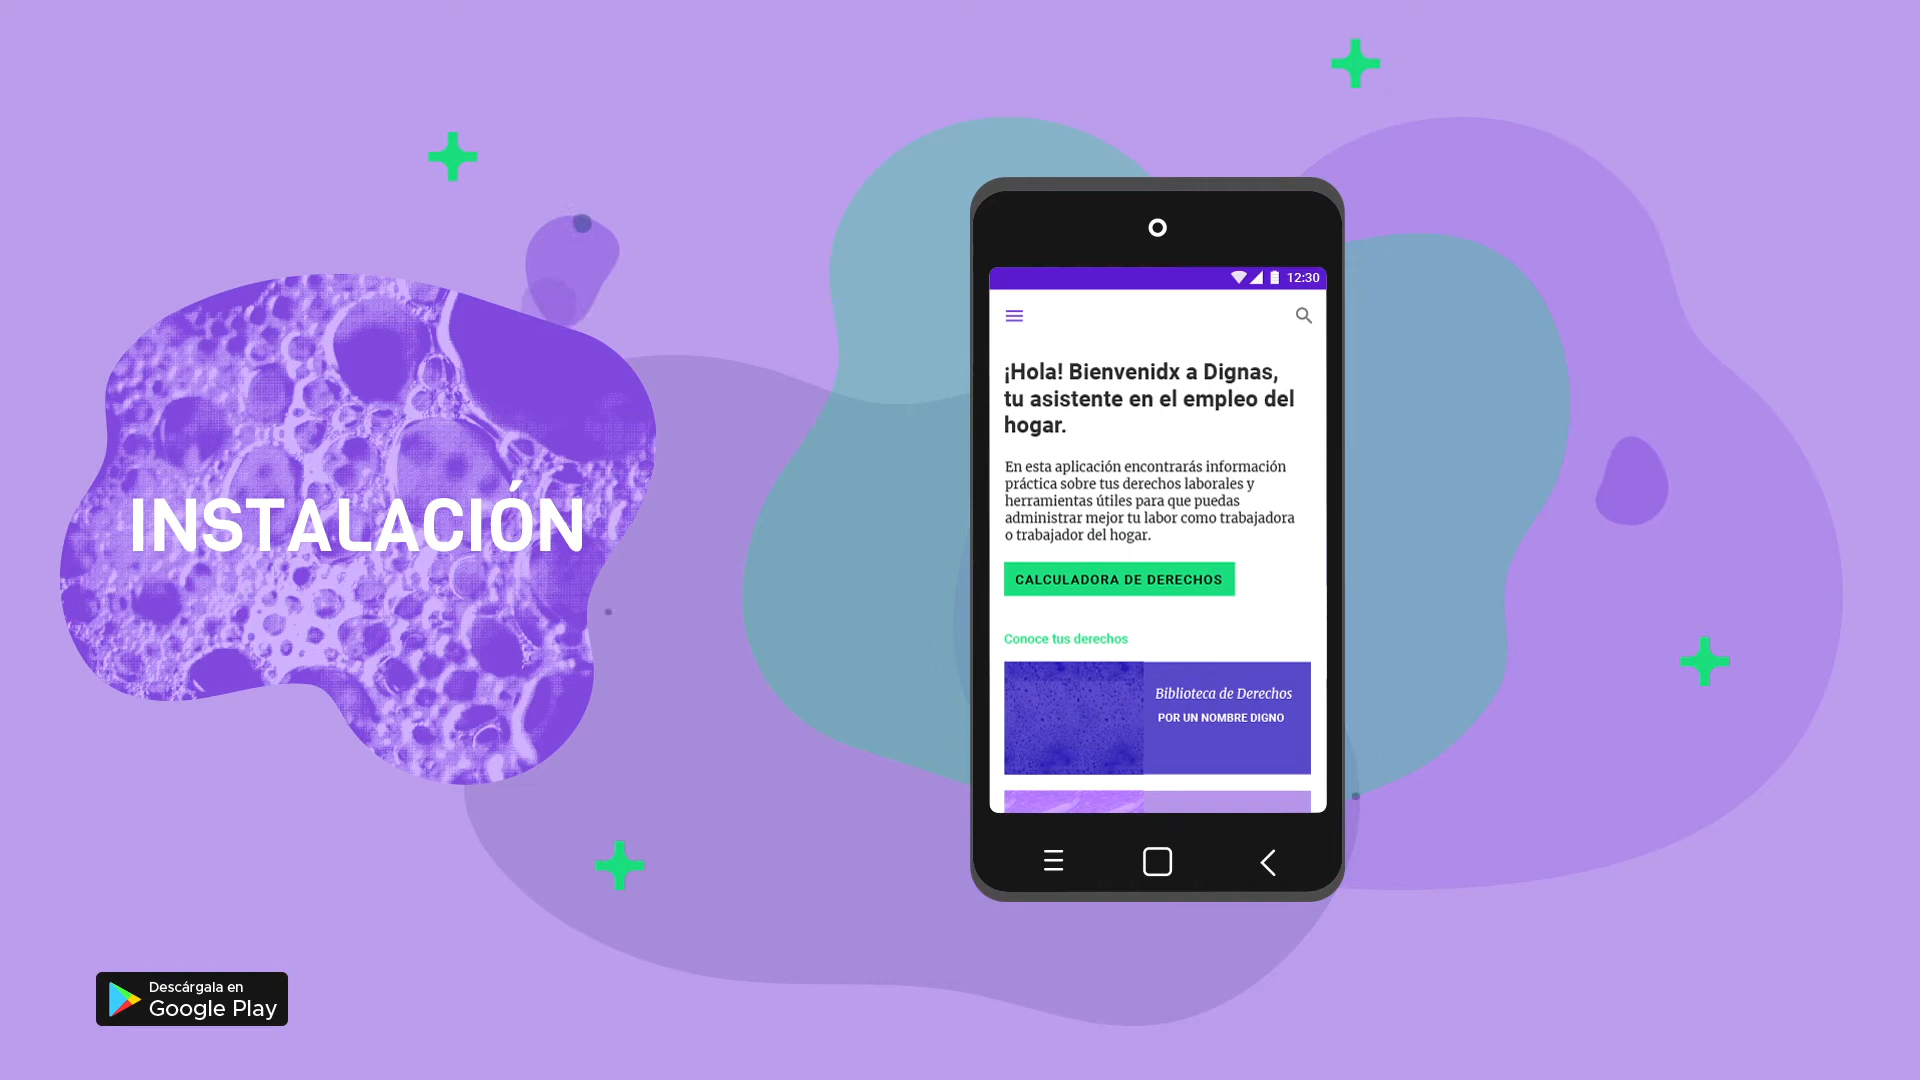 INSTALACIÓN
12:30
¡Hola! Bienvenidx a Dignas,
tu asistente en el empleo del
hogar.
En esta aplicación encontrarás información
práctica sobre tus derechos laborales y
herramientas útiles para que puedas
administrar mejor tu labor como trabajadora
o trabajador del hogar.
CALCULADORA DE DERECHOS
Conoce tus derechos
Biblioteca de Derechos
POR UN NOMBRE DIGNO
Descárgala en
Google Play